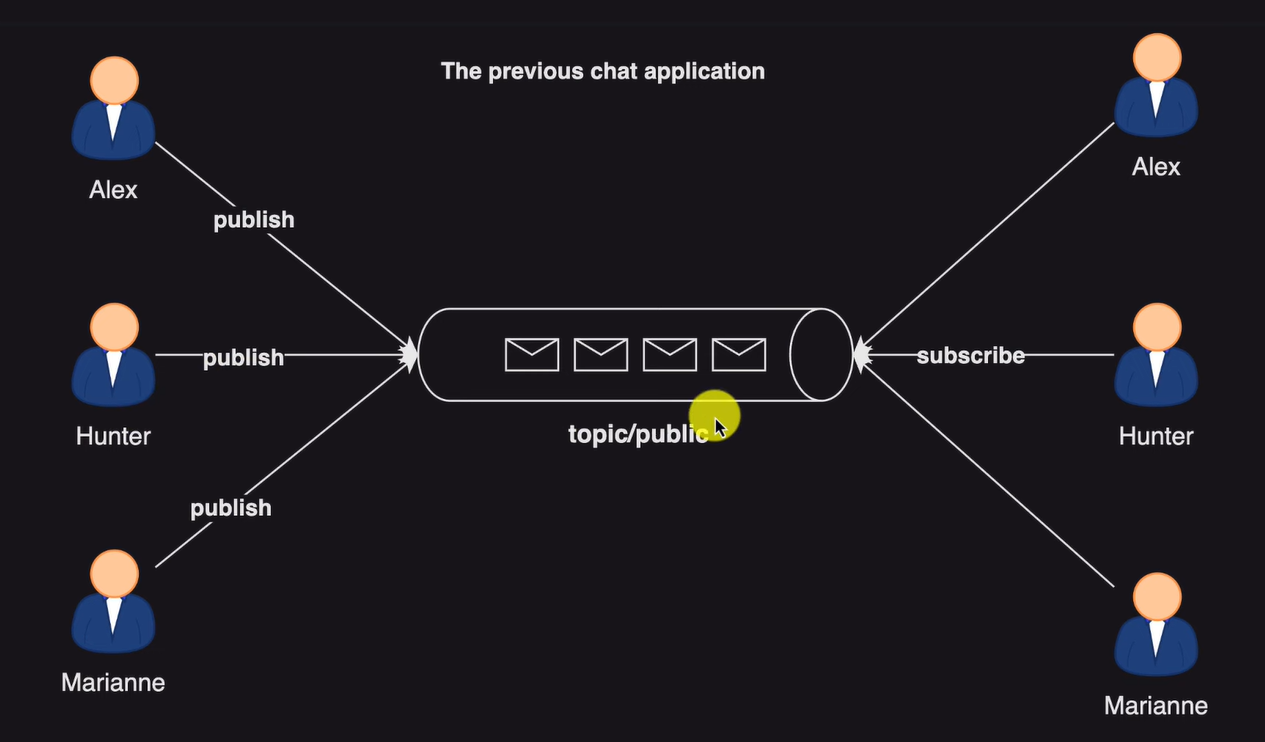 The previous chat application
Alex
Alex
publish
publish
subscribe
Hunter
Hunter
topic/public
publish
Marianne
Marianne